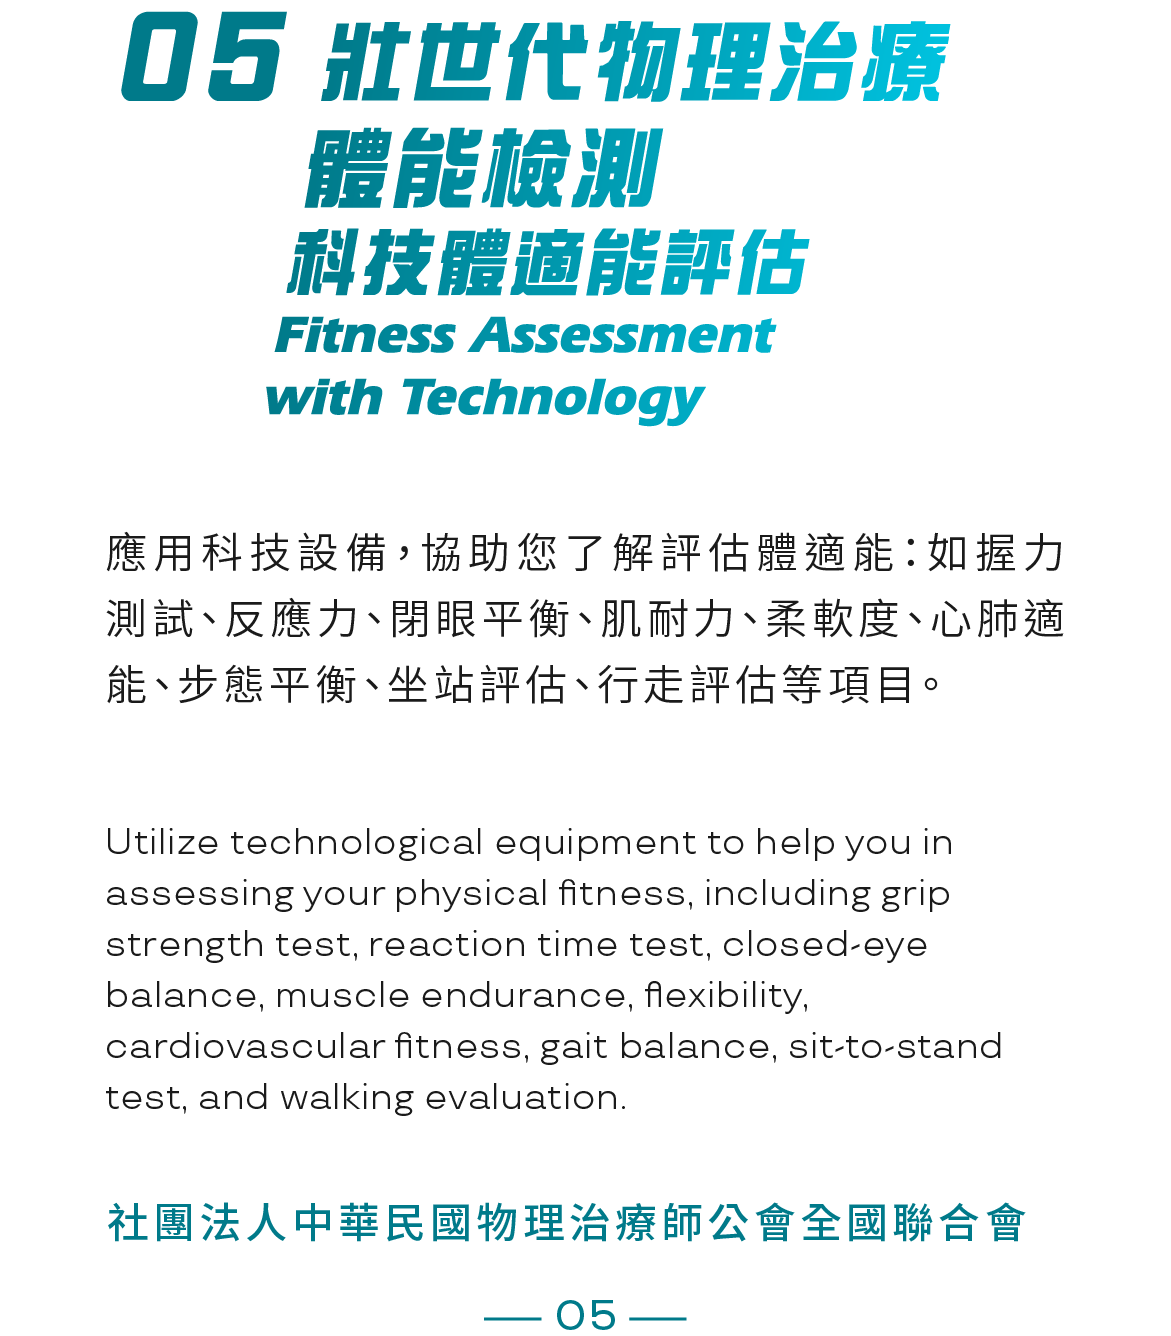 05 壯世代物理治療
體能檢測
科技體適能評估
Fitness Assessment
with Technology
應用科技設備，協助您了解評估體適能：如握力
測試、反應力、閉眼平衡、肌耐力、柔軟度、心肺適
能、步態平衡、坐站評估、行走評估等項目。
Utilize technological equipment to help you in
assessing your physical fitness, including grip
strength test, reaction time test, closed-eye
balance, muscle endurance, flexibility,
cardiovascular fitness, gait balance, sit-to-stand
test, and walking evaluation.
社團法人中華民國物理治療師公會全國聯合會
05